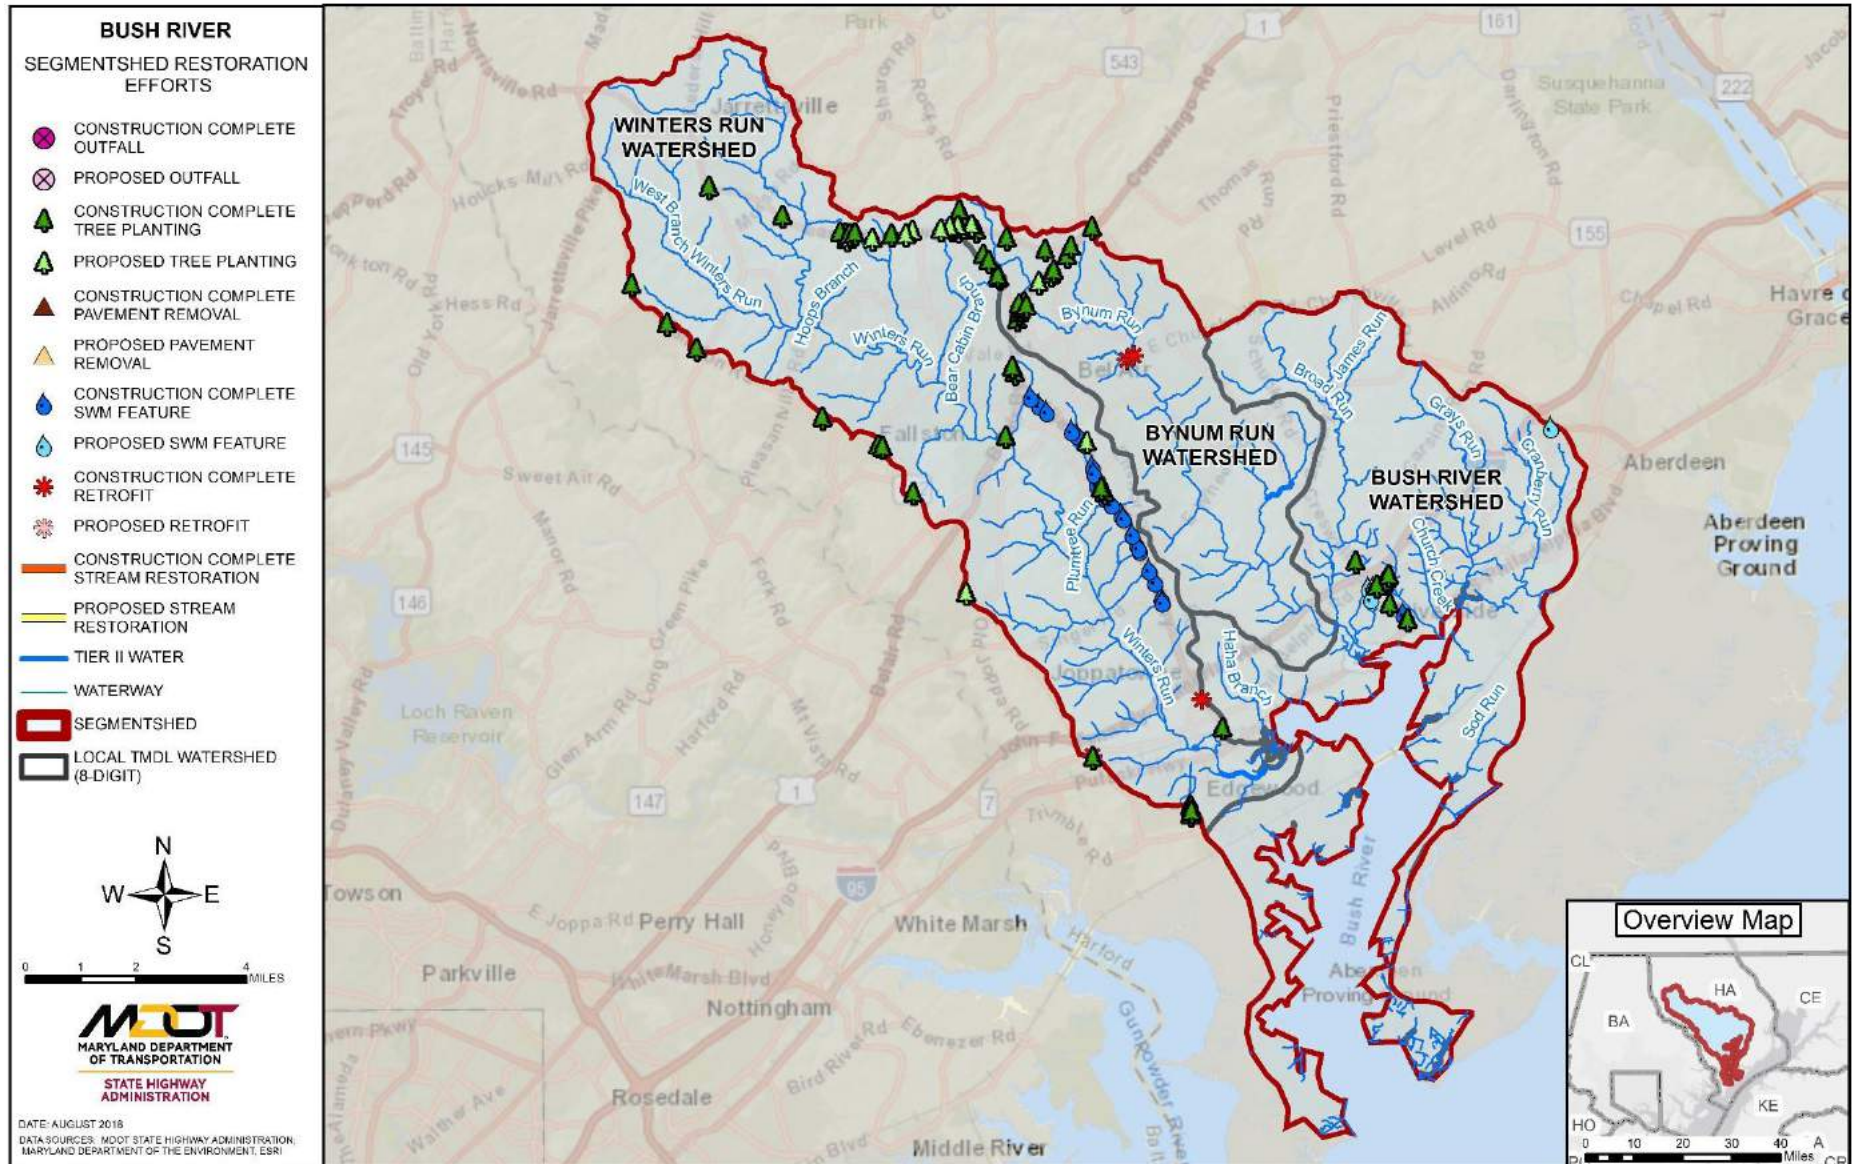 BUSH RIVER
SEGMENTSHED RESTORATION
EFFORTS
CONSTRUCTION COMPLETE
OUTFALL
PROPOSED OUTFALL
CONSTRUCTION COMPLETE
TREE PLANTING
PROPOSED TREE PLANTING
CONSTRUCTION COMPLETE
PAVEMENT REMOVAL
PROPOSED PAVEMENT
REMOVAL
CONSTRUCTION COMPLETE
SWM FEATURE
PROPOSED SWM FEATURE
CONSTRUCTION COMPLETE
RETROFIT
PROPOSED RETROFIT
CONSTRUCTION COMPLETE
STREAM RESTORATION
PROPOSED STREAM
RESTORATION
TIER II WATER
WATERWAY
SEGMENTSHED
LOCAL TMDL WATERSHED
(8-DIGIT)
N
W E
S
0 1 2 4
MILES
MDOT
MARYLAND DEPARTMENT
OF TRANSPORTATION
STATE HIGHWAY
ADMINISTRATION
DATE: AUGUST 2018
DATA SOURCES: MDOT STATE HIGHWAY ADMINISTRATION,
MARYLAND DEPARTMENT OF THE ENVIRONMENT, ESRI
Park
1
161
543
222
Susquehanna
State Park
Norrisville Rd
Troyer Rd
Sharon Rd
Rocks Rd
Conowingo Rd
Priestford Rd
Darlington Rd
Jarrettsville
WINTERS RUN
WATERSHED
Houcks Mill Rd
Jarrettsville Pike
Thomas
Run
Rd
Level Rd
155
Aldino Rd
Chapel Rd
Havre
Grace
Hess Rd
Old York Rd
West Branch Winters Run
Hoops Branch
Winters Run
Bear Cabin Branch
Bynum Run
Bel Air
Broad Run
James Run
Grays Run
Cranberry Run
145
Sweet Air Rd
Fallston
BYNUM RUN
WATERSHED
BUSH RIVER
WATERSHED
Aberdeen
Aberdeen
Proving
Ground
Church Creek
Plumtree Run
Manor Rd
146
Fork Rd
Long Green Pike
Belair Rd
Old Joppa Rd
Joppatowne
Winters Run
Haha Branch
Sod Run
Loch Raven
Reservoir
Dulaney Valley Rd
Glen Arm Rd
Harford Rd
Mt Vista Rd
Edgewood
147
1
7
Trimble Rd
95
Towson
E Joppa Rd
Perry Hall
White Marsh
Parkville
White Marsh Blvd
Nottingham
Harford
Bird River Rd
Ebenezer Rd
Gunpowder River
Rosedale
Walther Ave
Middle River
Bush River
Aberdeen
Proving Ground
Overview Map
CL
HA
CE
BA
KE
HO
0 10 20 30 40
Miles